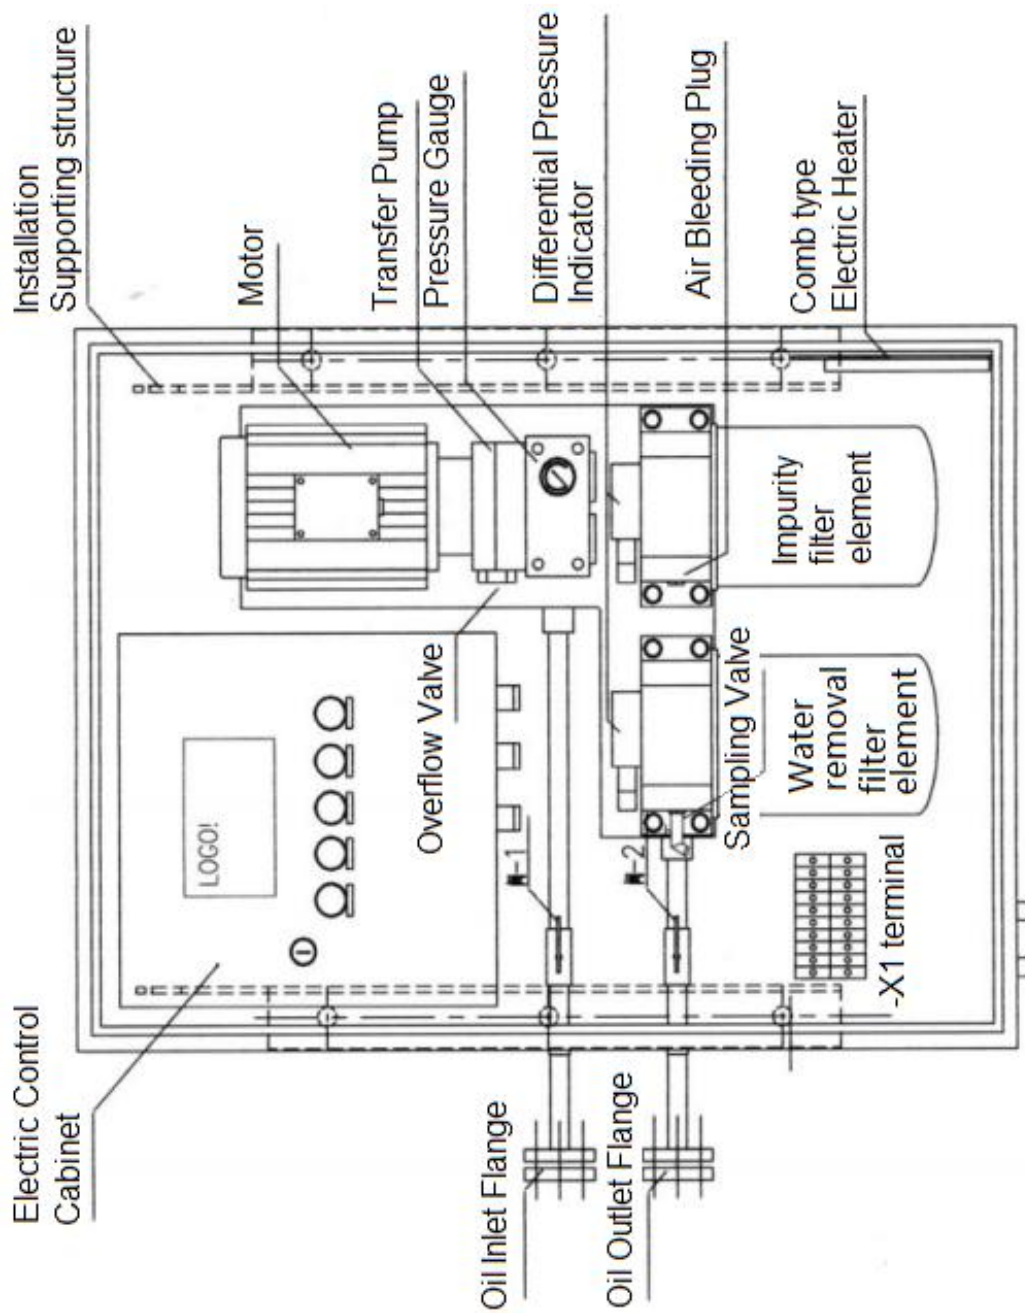 Electric Control
Cabinet
Installation
Supporting structure
LOGO!
Motor
Transfer Pump
Pressure Gauge
Overflow Valve
Oil Inlet Flange
Differential Pressure
Indicator
Oil Outlet Flange
Air Bleeding Plug
Sampling Valve
Water
removal
filter
element
Impurity
filter
element
Comb type
Electric Heater
-X1 terminal